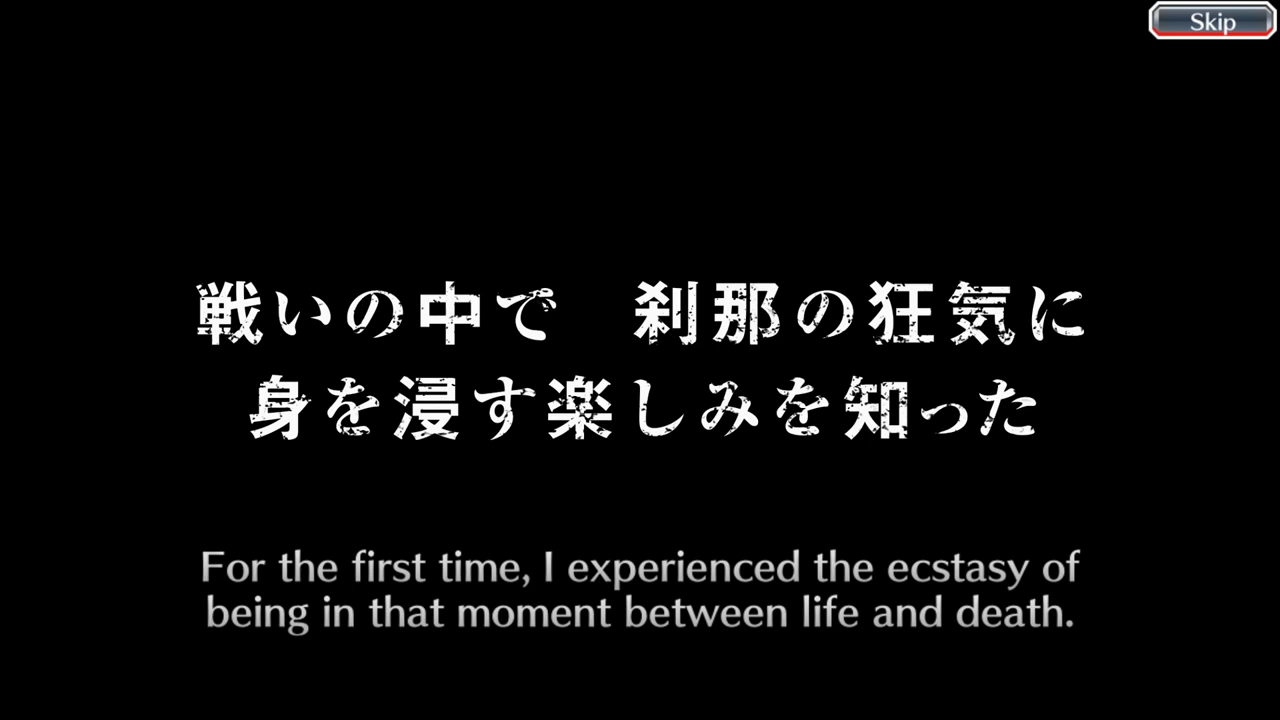 Skip
戦いの中で　刹那の狂気に
身を浸す楽しみを知った
For the first time, I experienced the ecstasy of
being in that moment between life and death.